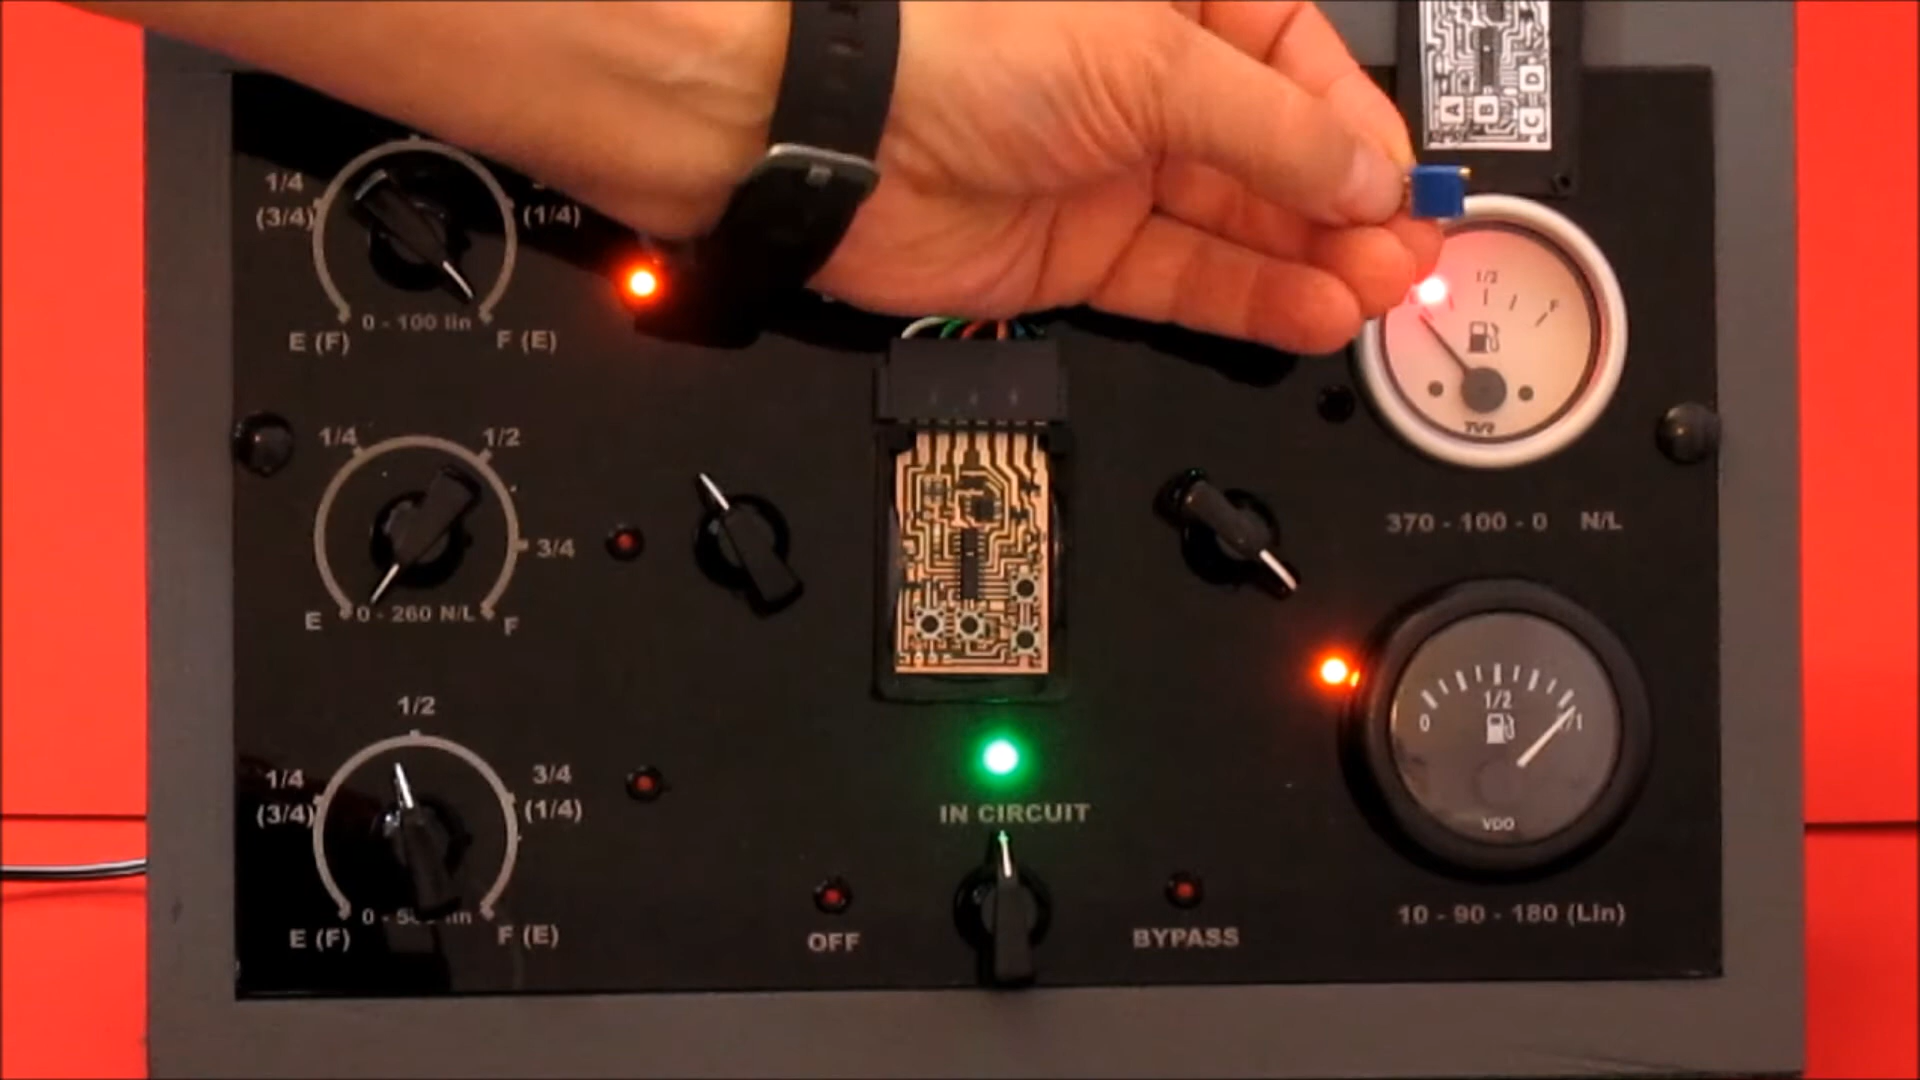 1/4
(3/4)
(1/4)
E (F)
0 - 100 lin
F (E)
1/4
1/2
3/4
E
0 - 260 N/L
F
1/2
1/4
(3/4)
3/4
(1/4)
E (F)
F (E)
IN CIRCUIT
OFF
BYPASS
A
B
C
D
1/2
F
TVR
370 - 100 - 0 N/L
0
1/2
1/1
VDO
10 - 90 - 180 (Lin)